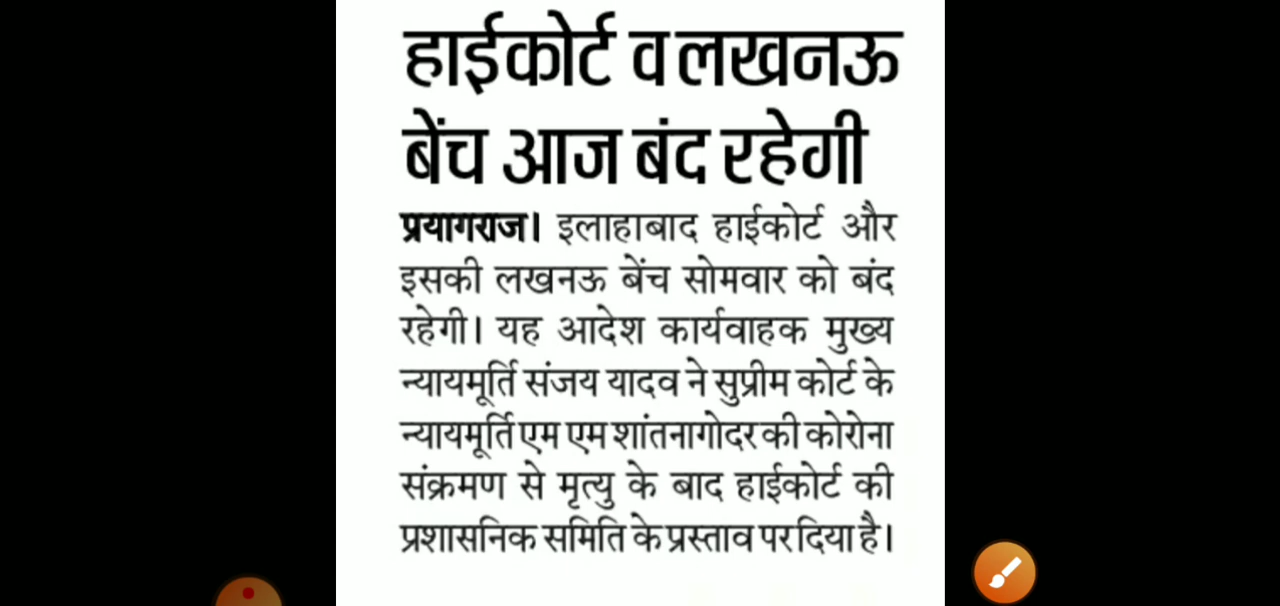 हाईकोर्ट व लखनऊ
बेंच आज बंद रहेगी
प्रयागराज। इलाहाबाद हाईकोर्ट और
इसकी लखनऊ बेंच सोमवार को बंद
रहेगी। यह आदेश कार्यवाहक मुख्य
न्यायमूर्ति संजय यादव ने सुप्रीम कोर्ट के
न्यायमूर्ति एम एम शांतनागोदर की कोरोना
संक्रमण से मृत्यु के बाद हाईकोर्ट की
प्रशासनिक समिति के प्रस्ताव पर दिया है।